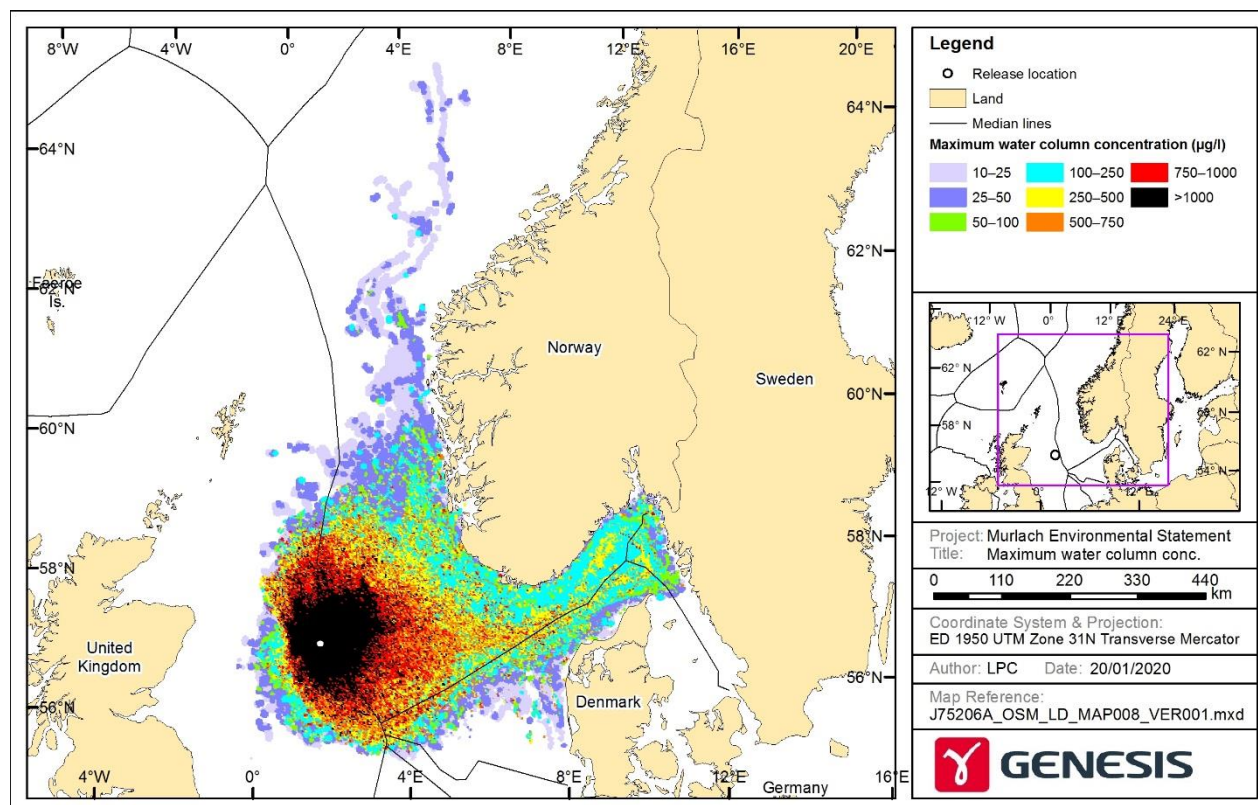 8°W 4°W 0° 4°E 8°E 12°E 16°E 20°E
64°N 64°N
62°N 62°N
Faeroe
Is.
Norway
Sweden
60°N 60°N
58°N 58°N
United
Kingdom
56°N 56°N
Denmark
Germany
4°W 0° 4°E 8°E 12°E 16°E
Legend
Release location
Land
Median lines
Maximum water column concentration (µg/l)
10–25 100–250 750–1000
25–50 250–500 >1000
50–100 500–750
12° W 0° 12° E 24° E
62° N 62° N
58° N 58° N
54° N
12° W 0° 12° E
Project: Murlach Environmental Statement
Title: Maximum water column conc.
0 110 220 330 440
km
Coordinate System & Projection:
ED 1950 UTM Zone 31N Transverse Mercator
Author: LPC Date: 20/01/2020
Map Reference:
J75206A_OSM_LD_MAP008_VER001.mxd
GENESIS